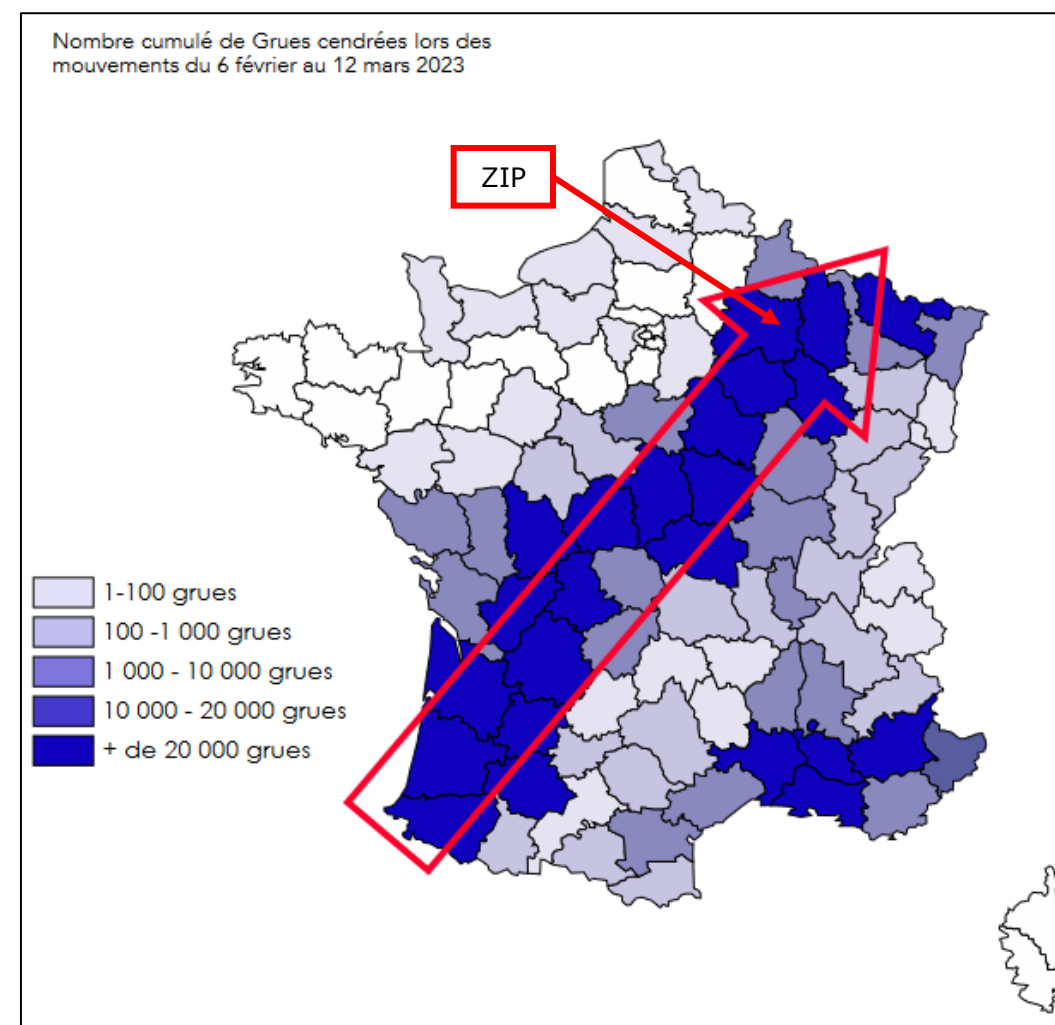 Nombre cumulé de Grues cendrées lors des
mouvements du 6 février au 12 mars 2023
ZIP
1-100 grues
100 -1 000 grues
1 000 - 10 000 grues
10 000 - 20 000 grues
+ de 20 000 grues